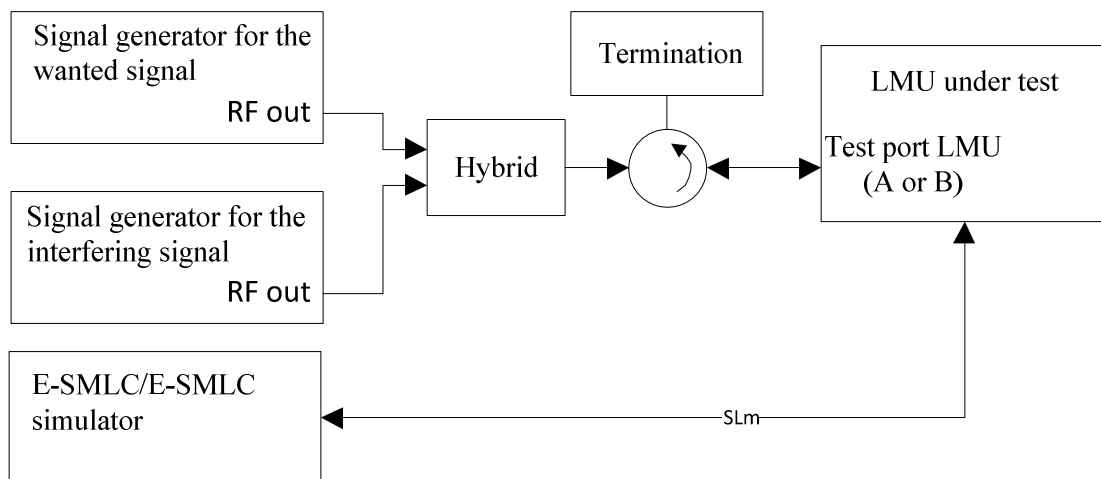 Signal generator for the
wanted signal
RF out
Signal generator for the
interfering signal
RF out
E-SMLC/E-SMLC
simulator
Hybrid
Termination
LMU under test
Test port LMU
(A or B)
SLm